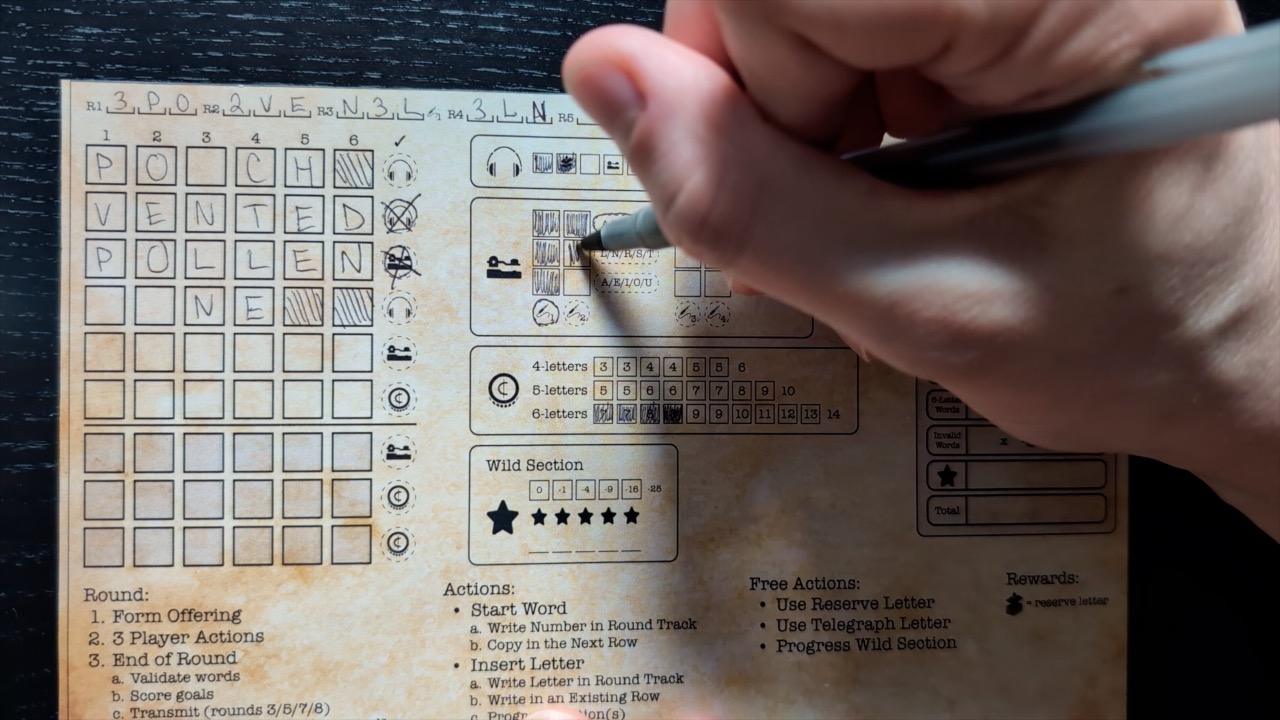 R1 3 P O R2 2 V E R3 N 3 L R4 3 L N R5
1 2 3 4 5 6 ✓
P O C H
V E N T E D
P O L L E N
N E
L/N/R/S/T
A/E/I/O/U
1 2 3 4
4-letters 3 3 4 4 5 5 6
5-letters 5 5 6 6 7 7 8 9 10
6-letters 9 9 10 11 12 13 14
Wild Section
0 -1 -4 -9 -16 -25
Invalid Words x
Total
Round:
1. Form Offering
2. 3 Player Actions
3. End of Round
a. Validate words
b. Score goals
c. Transmit (rounds 3/5/7/8)
Actions:
• Start Word
a. Write Number in Round Track
b. Copy in the Next Row
• Insert Letter
a. Write Letter in Round Track
b. Write in an Existing Row
Free Actions:
• Use Reserve Letter
• Use Telegraph Letter
• Progress Wild Section
Rewards:
= reserve letter